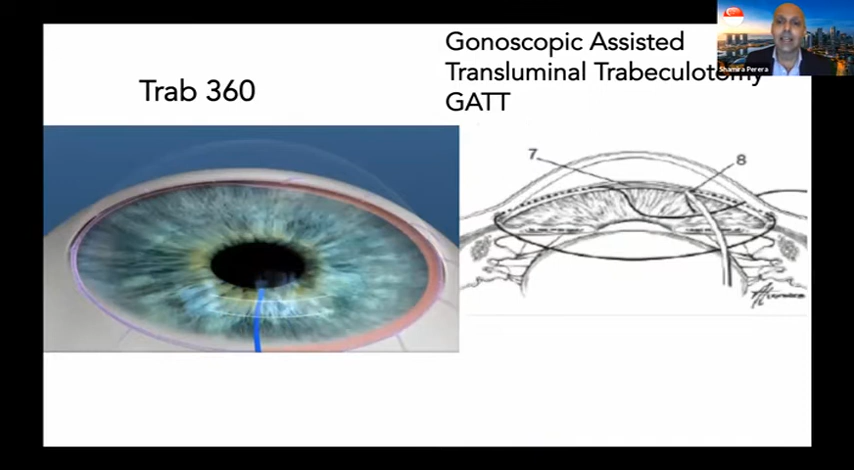 Trab 360
Gonoscopic Assisted
Transluminal Trabeculotomy
GATT
7
8
Shamira Perera